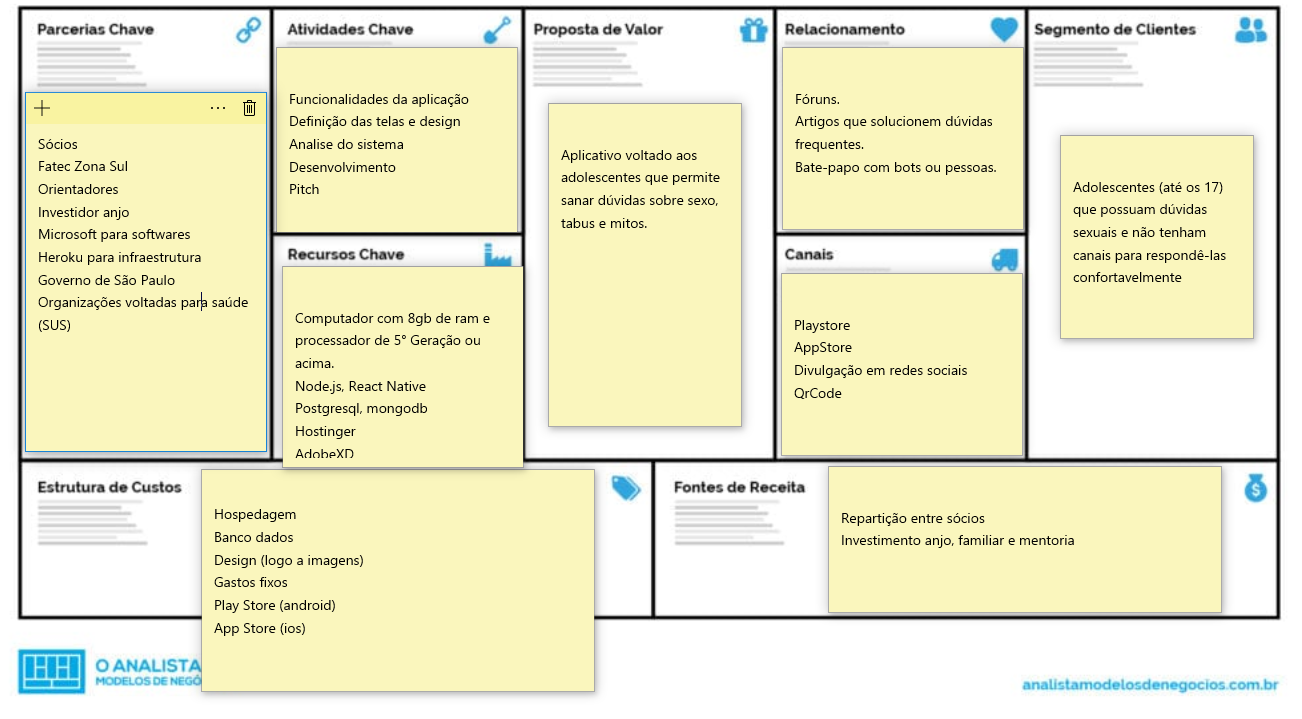 Parcerias Chave
Sócios
Fatec Zona Sul
Orientadores
Investidor anjo
Microsoft para softwares
Heroku para infraestrutura
Governo de São Paulo
Organizações voltadas para saúde
(SUS)
Atividades Chave
Funcionalidades da aplicação
Definição das telas e design
Analise do sistema
Desenvolvimento
Pitch
Recursos Chave
Computador com 8gb de ram e
processador de 5° Geração ou
acima.
Node.js, React Native
Postgresql, mongodb
Hostinger
AdobeXD
Proposta de Valor
Aplicativo voltado aos
adolescentes que permite
sanar dúvidas sobre sexo,
tabus e mitos.
Relacionamento
Fóruns.
Artigos que solucionem dúvidas
frequentes.
Bate-papo com bots ou pessoas.
Canais
Playstore
AppStore
Divulgação em redes sociais
QrCode
Segmento de Clientes
Adolescentes (até os 17)
que possuam dúvidas
sexuais e não tenham
canais para respondê-las
confortavelmente
Estrutura de Custos
Hospedagem
Banco dados
Design (logo a imagens)
Gastos fixos
Play Store (android)
App Store (ios)
Fontes de Receita
Repartição entre sócios
Investimento anjo, familiar e mentoria
O ANALISTA
MODELOS DE NEGÓ
analistamodelosdenegocios.com.br